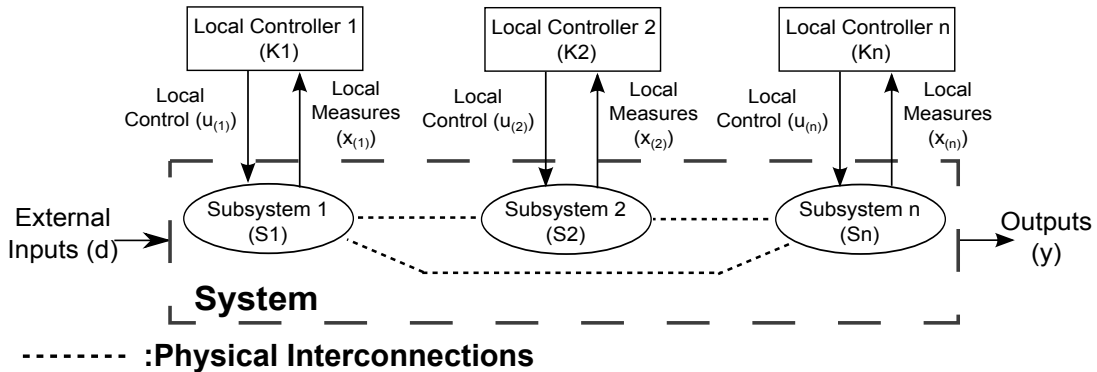 Local Controller 1
(K1)
Local Controller 2
(K2)
Local Controller n
(Kn)
Local
Control (u(1))
Local
Measures
(x(1))
Local
Control (u(2))
Local
Measures
(x(2))
Local
Control (u(n))
Local
Measures
(x(n))
External
Inputs (d)
Subsystem 1
(S1)
Subsystem 2
(S2)
Subsystem n
(Sn)
Outputs
(y)
System
:Physical Interconnections